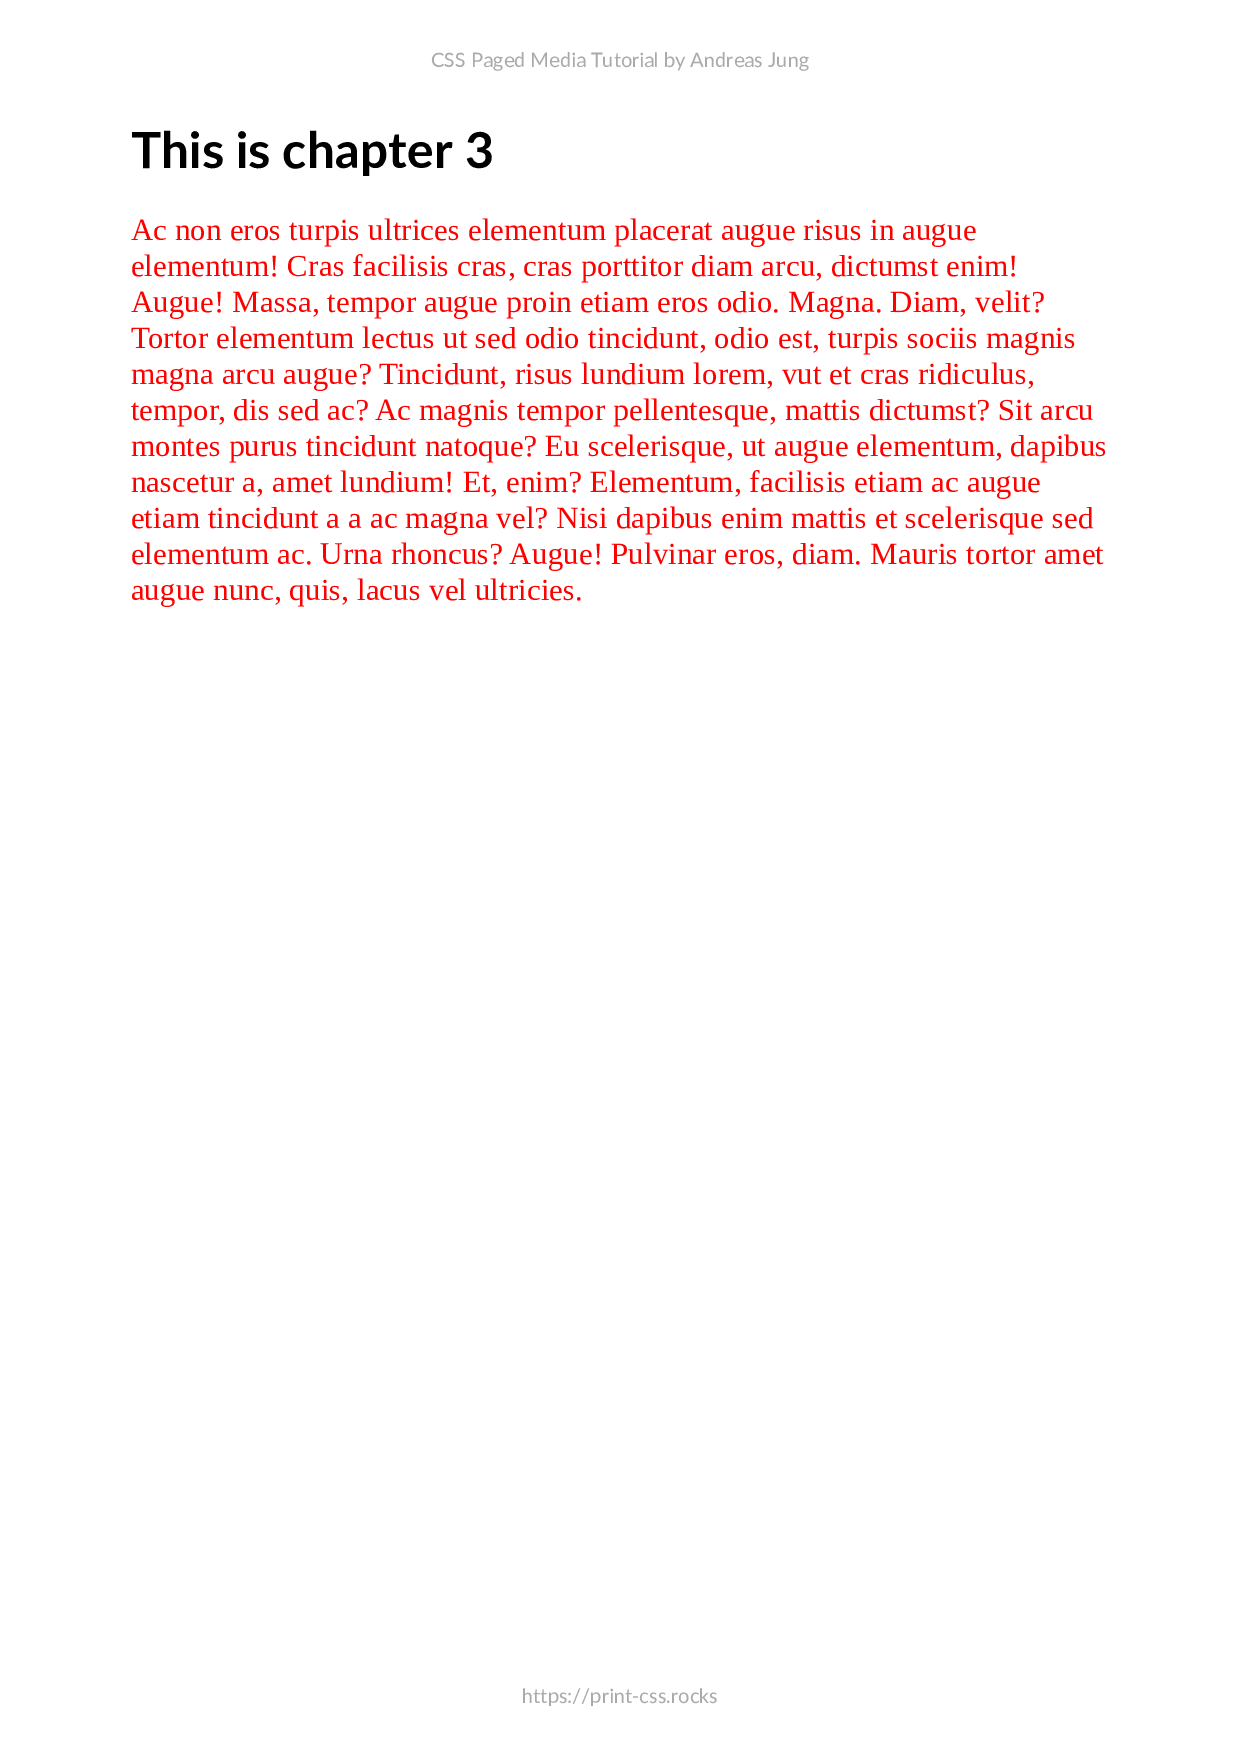 CSS Paged Media Tutorial by Andreas Jung
This is chapter 3
Ac non eros turpis ultrices elementum placerat augue risus in augue
elementum! Cras facilisis cras, cras porttitor diam arcu, dictumst enim!
Augue! Massa, tempor augue proin etiam eros odio. Magna. Diam, velit?
Tortor elementum lectus ut sed odio tincidunt, odio est, turpis sociis magnis
magna arcu augue? Tincidunt, risus lundium lorem, vut et cras ridiculus,
tempor, dis sed ac? Ac magnis tempor pellentesque, mattis dictumst? Sit arcu
montes purus tincidunt natoque? Eu scelerisque, ut augue elementum, dapibus
nascetur a, amet lundium! Et, enim? Elementum, facilisis etiam ac augue
etiam tincidunt a a ac magna vel? Nisi dapibus enim mattis et scelerisque sed
elementum ac. Urna rhoncus? Augue! Pulvinar eros, diam. Mauris tortor amet
augue nunc, quis, lacus vel ultricies.
https://print-css.rocks